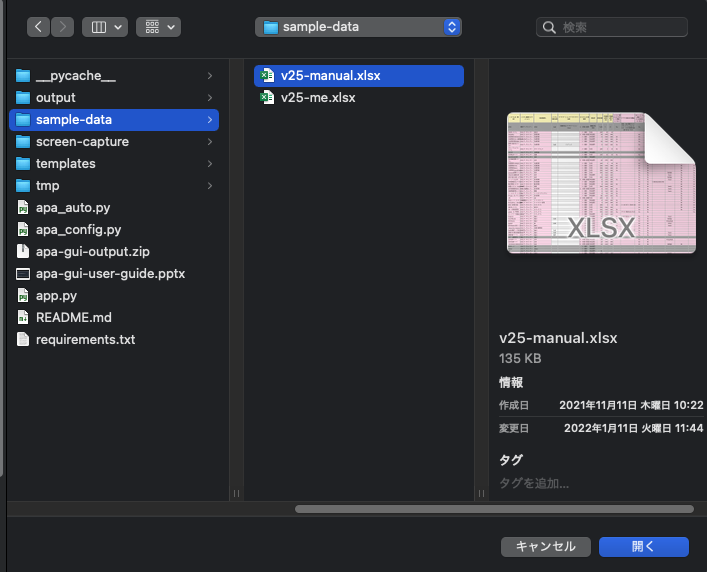 sample-data
検索
__pycache__
output
sample-data
screen-capture
templates
tmp
apa_auto.py
apa_config.py
apa-gui-output.zip
apa-gui-user-guide.pptx
app.py
README.md
requirements.txt
v25-manual.xlsx
v25-me.xlsx
XLSX
v25-manual.xlsx
135 KB
情報
作成日 2021年11月11日 木曜日 10:22
変更日 2022年1月11日 火曜日 11:44
タグ
タグを追加...
キャンセル
開く